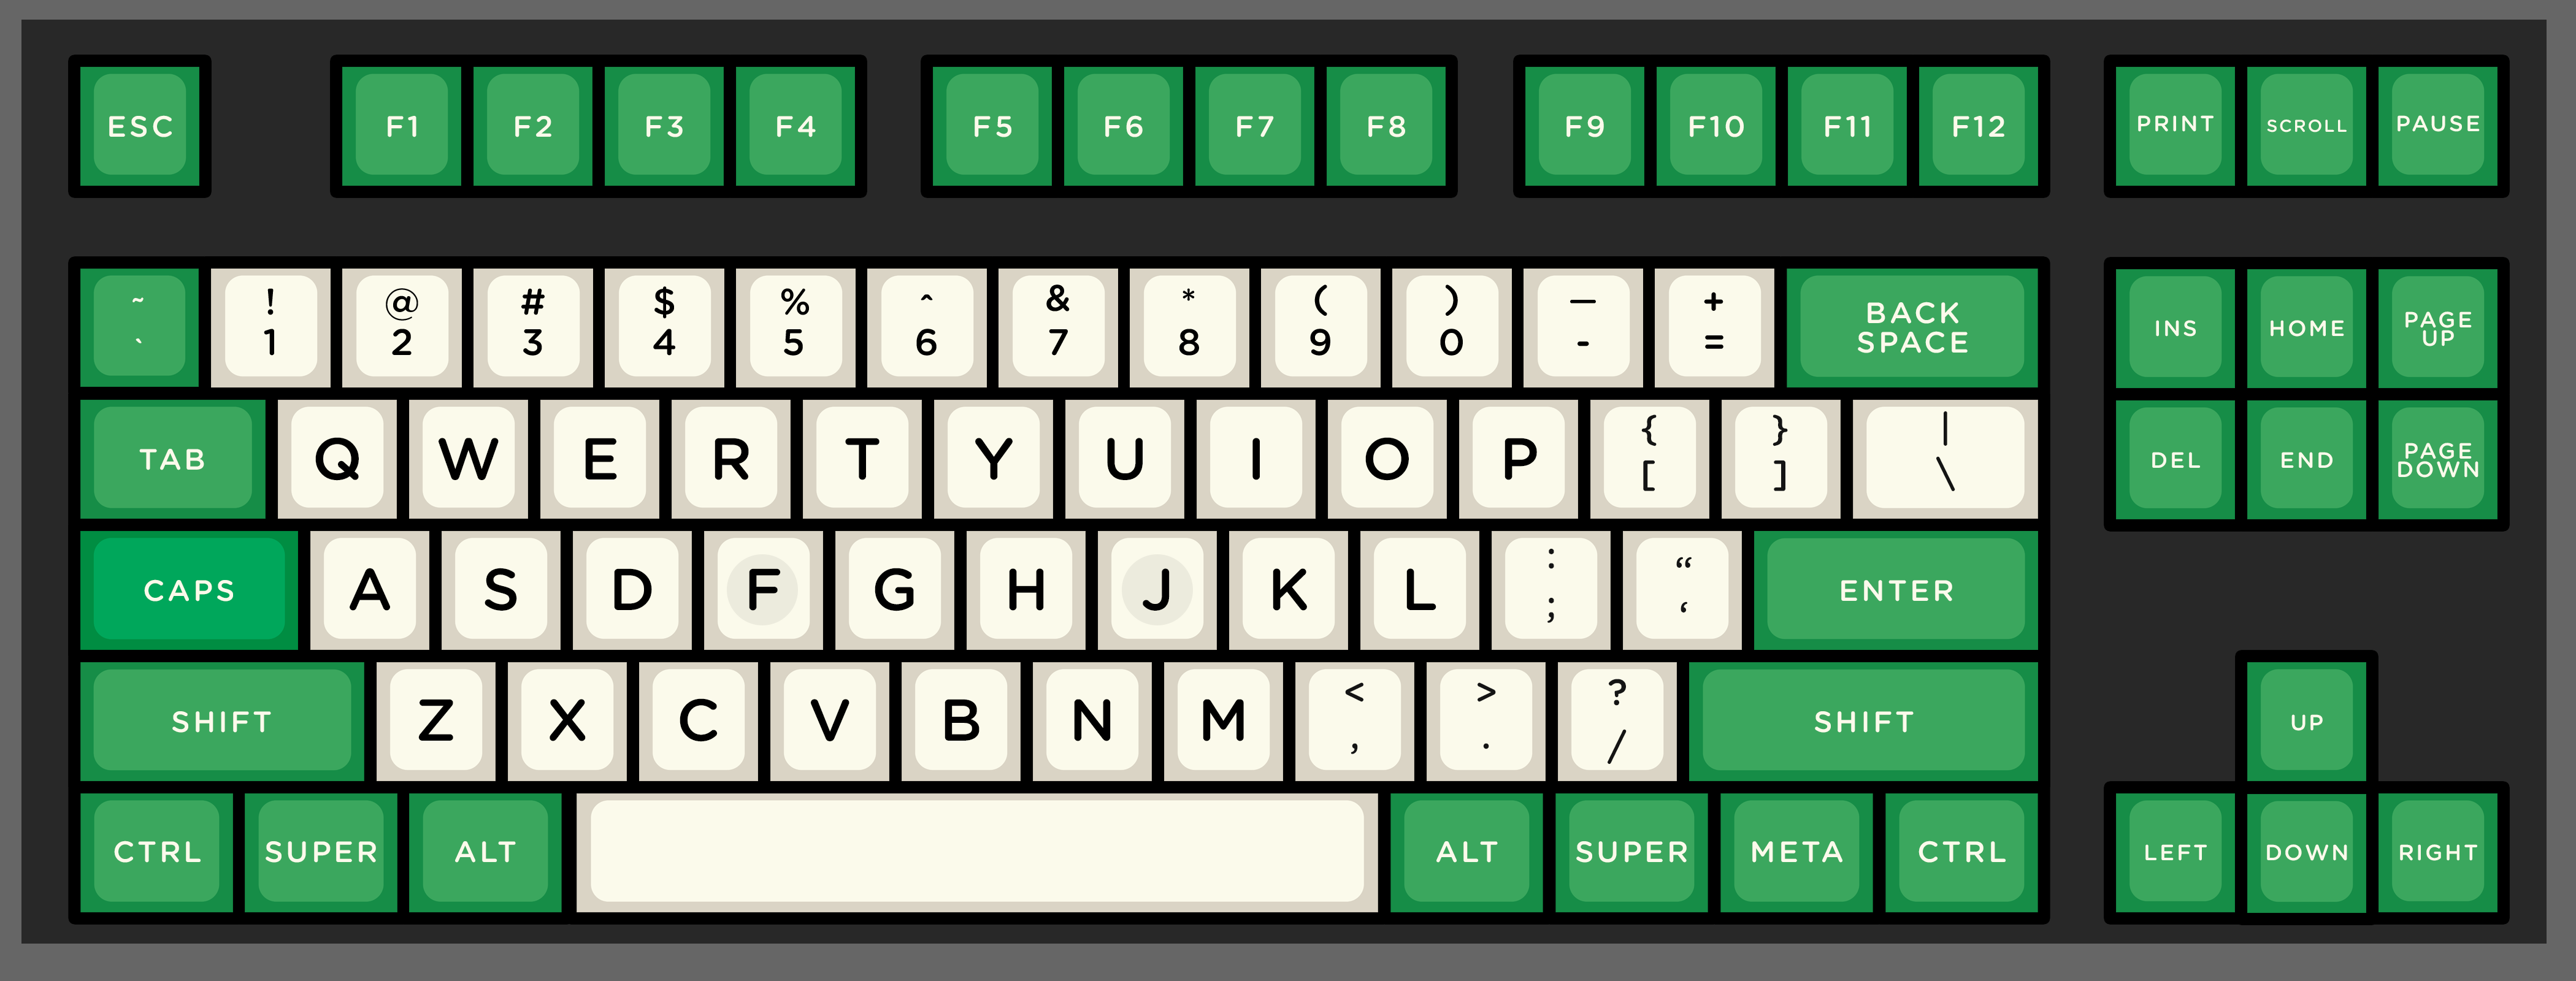 ESC F1 F2 F3 F4 F5 F6 F7 F8 F9 F10 F11 F12 PRINT SCROLL PAUSE
~ ! @ # $ % ^ & * ( ) — + BACK
` 1 2 3 4 5 6 7 8 9 0 - = SPACE INS HOME PAGE
UP
TAB Q W E R T Y U I O P { } |
[ ] \ DEL END PAGE
DOWN
CAPS A S D F G H J K L : “ ENTER
; ‘
SHIFT Z X C V B N M < > ? SHIFT UP
, . /
CTRL SUPER ALT ALT SUPER META CTRL LEFT DOWN RIGHT